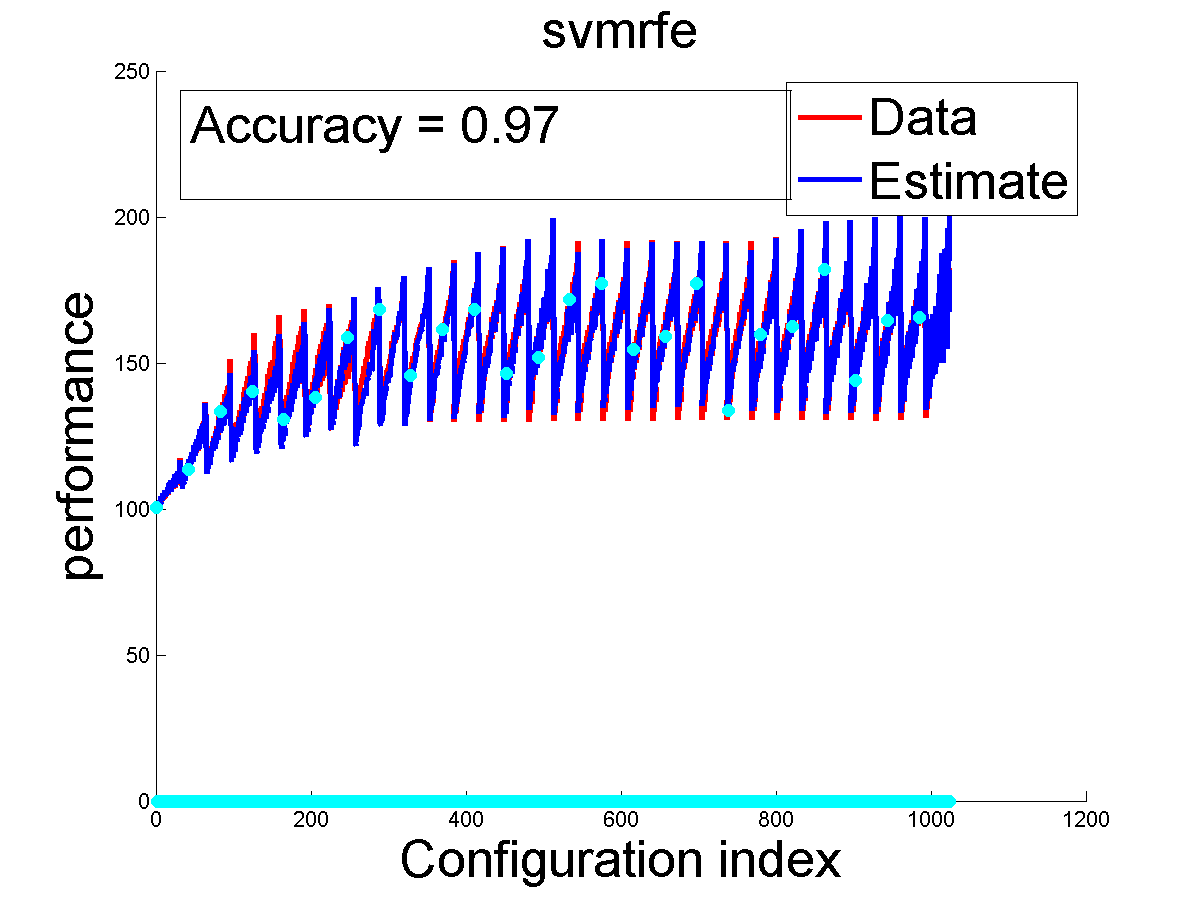 svmrfe
250
Accuracy = 0.97
Data
Estimate
200
150
100
50
0
performance
0 200 400 600 800 1000 1200
Configuration index